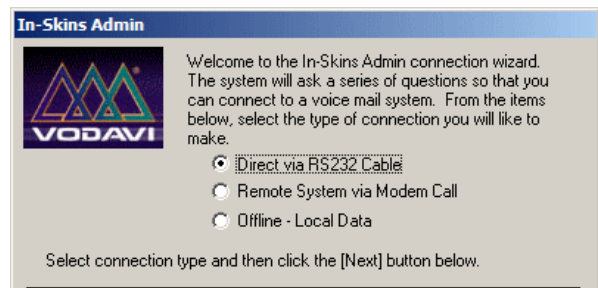 In-Skins Admin
Welcome to the In-Skins Admin connection wizard.
The system will ask a series of questions so that you
can connect to a voice mail system. From the items
below, select the type of connection you will like to
make.
VODAVI
Direct via RS232 Cable
Remote System via Modem Call
Offline - Local Data
Select connection type and then click the [Next] button below.